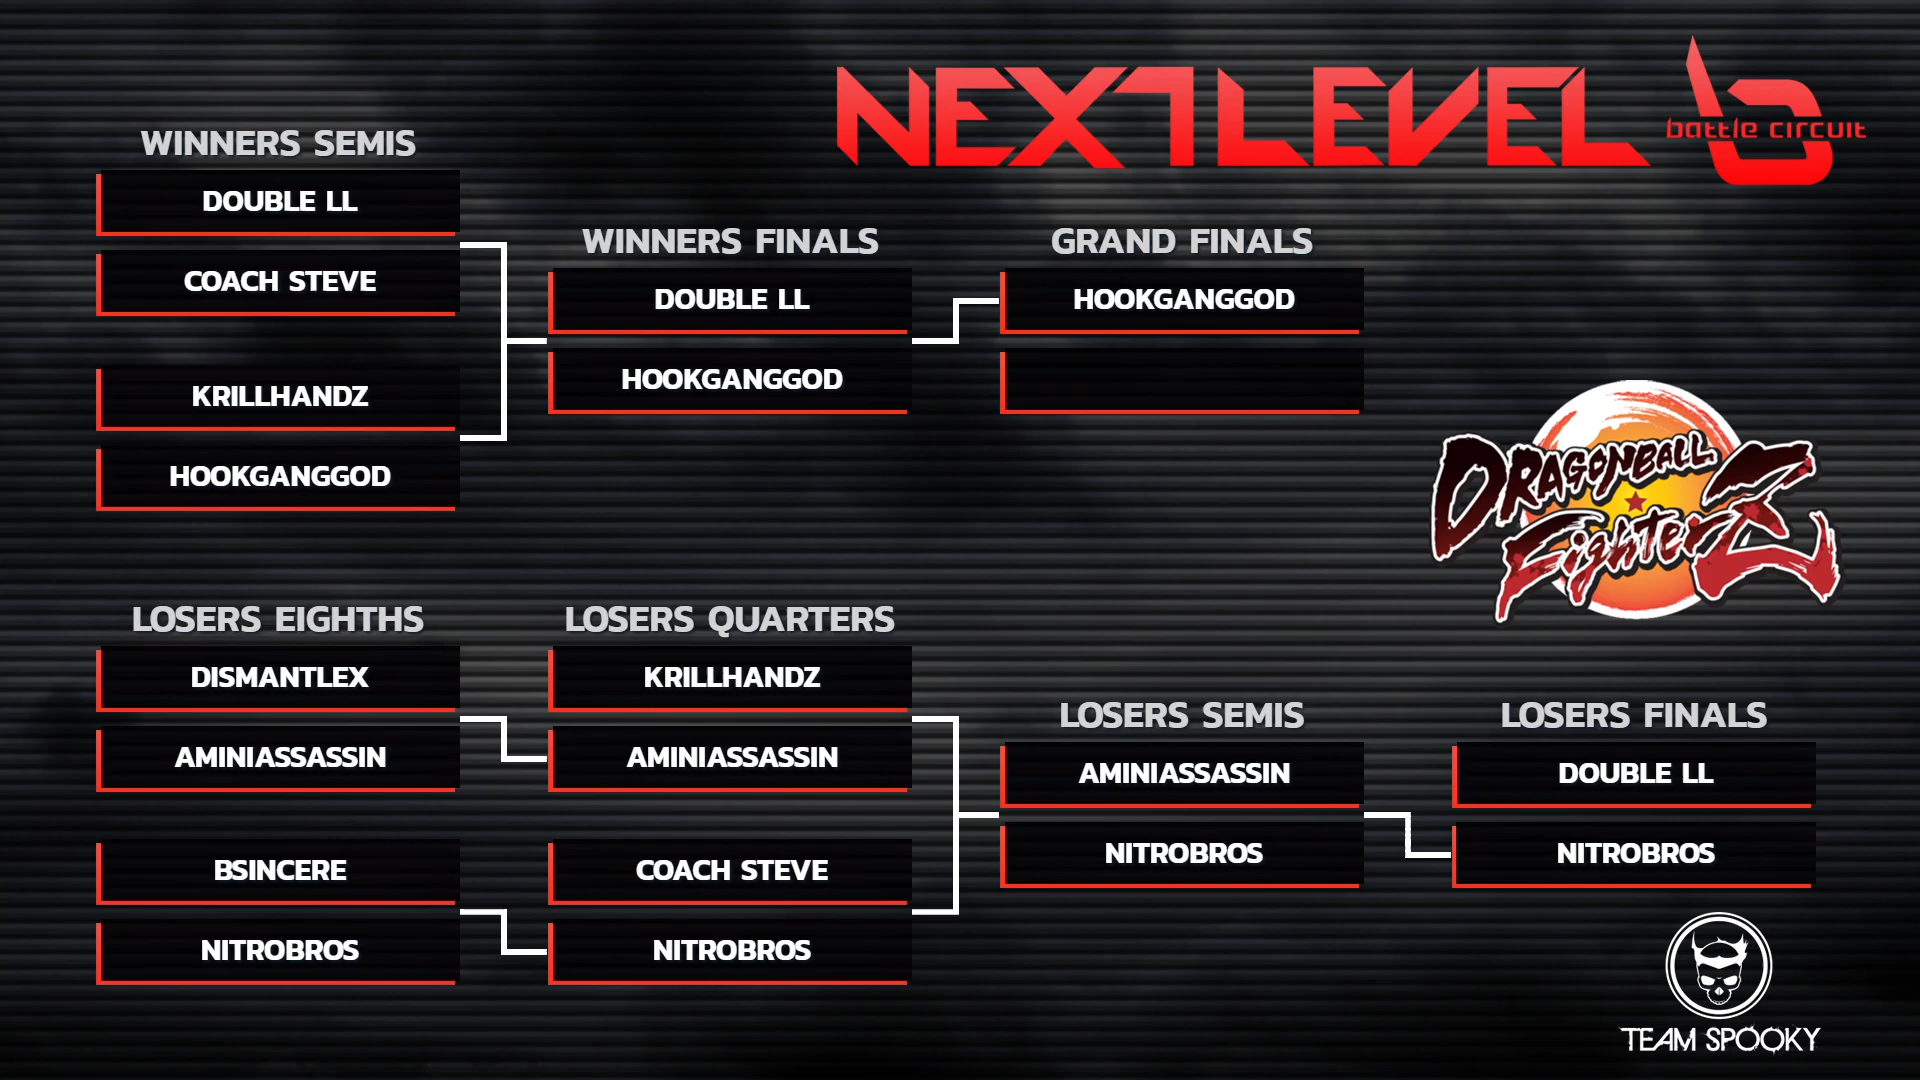 NEXTLEVEL
battle circuit
WINNERS SEMIS
DOUBLE LL
COACH STEVE
KRILLHANDZ
HOOKGANGGOD
WINNERS FINALS
DOUBLE LL
HOOKGANGGOD
GRAND FINALS
HOOKGANGGOD
DRAGONBALL
FighterZ
LOSERS EIGHTHS
DISMANTLEX
AMINIASSASSIN
BSINCERE
NITROBROS
LOSERS QUARTERS
KRILLHANDZ
AMINIASSASSIN
COACH STEVE
NITROBROS
LOSERS SEMIS
AMINIASSASSIN
NITROBROS
LOSERS FINALS
DOUBLE LL
NITROBROS
TEAM SPOOKY